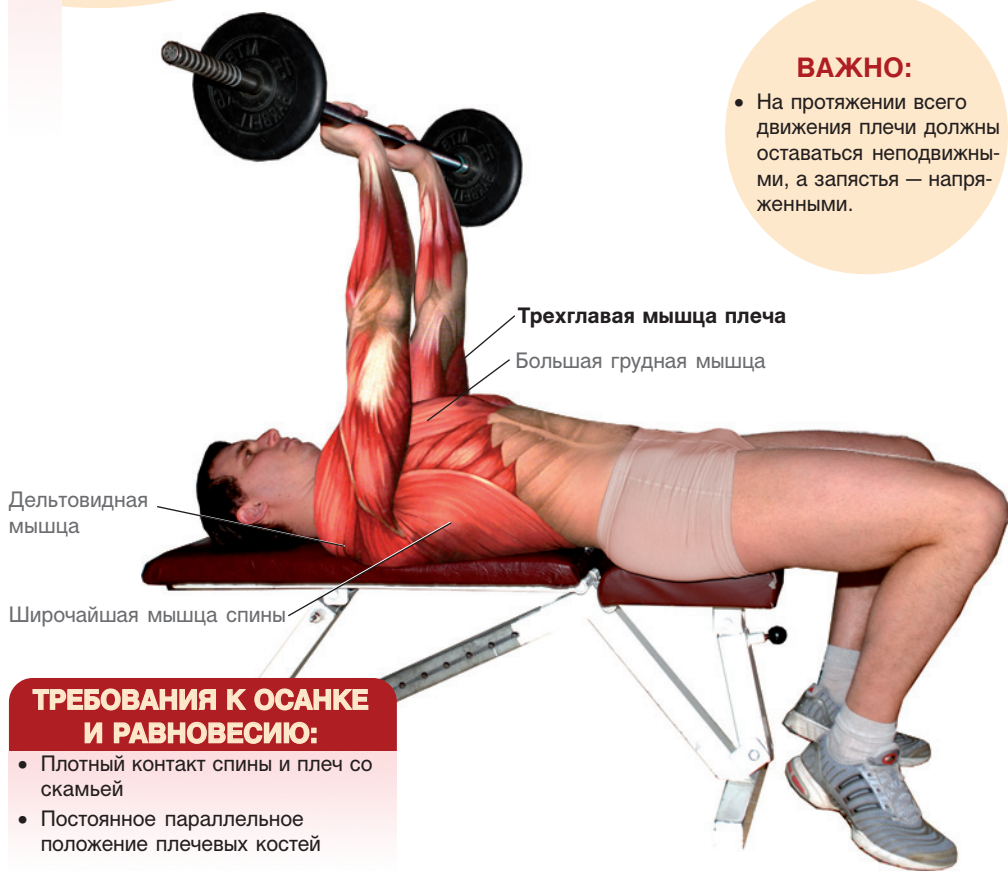 ВАЖНО:
• На протяжении всего
движения плечи должны
оставаться неподвижны-
ми, а запястья — напря-
женными.
Трехглавая мышца плеча
Большая грудная мышца
Дельтовидная
мышца
Широчайшая мышца спины
ТРЕБОВАНИЯ К ОСАНКЕ
И РАВНОВЕСИЮ:
• Плотный контакт спины и плеч со
скамьей
• Постоянное параллельное
положение плечевых костей